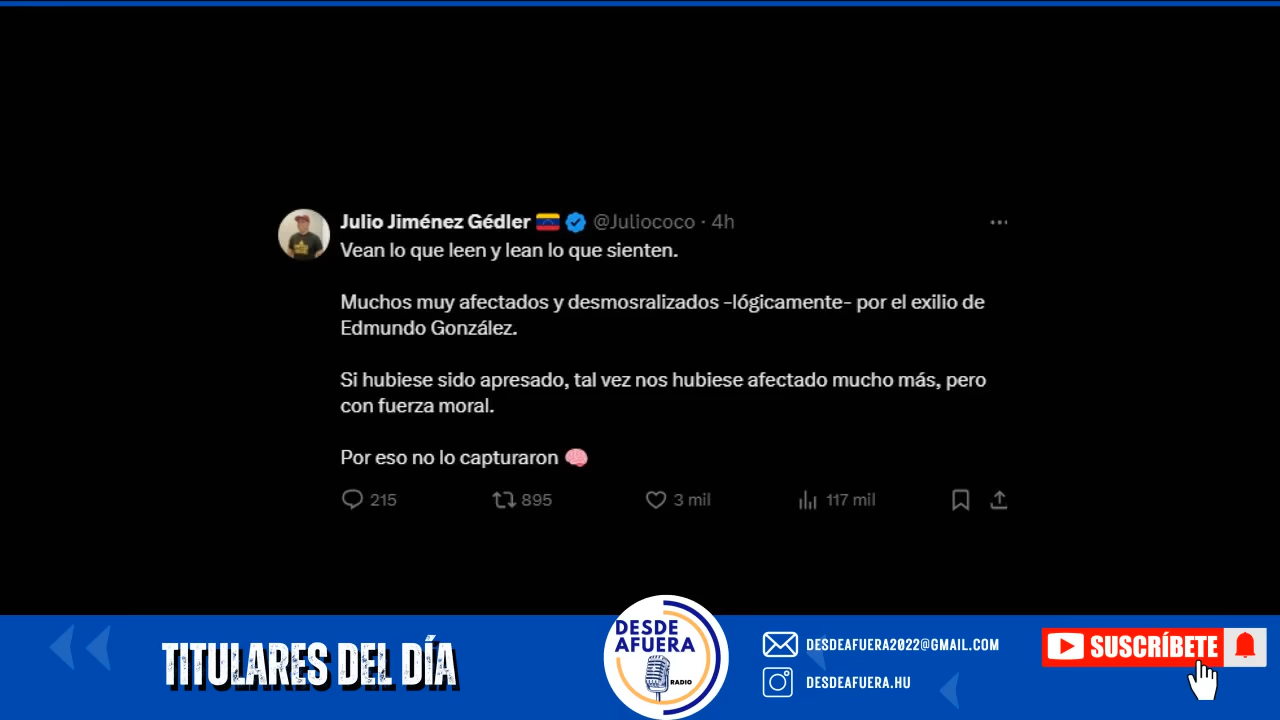 Julio Jiménez Gédler 🇻🇪 @Juliococo · 4h
Vean lo que leen y lean lo que sienten.
Muchos muy afectados y desmosralizados -lógicamente- por el exilio de
Edmundo González.
Si hubiese sido apresado, tal vez nos hubiese afectado mucho más, pero
con fuerza moral.
Por eso no lo capturaron 🧠
215 895 3 mil 117 mil
TITULARES DEL DÍA
DESDE
AFUERA
RADIO
DESDEAFUERA2022@GMAIL.COM
DESDEAFUERA.HU
SUSCRÍBETE